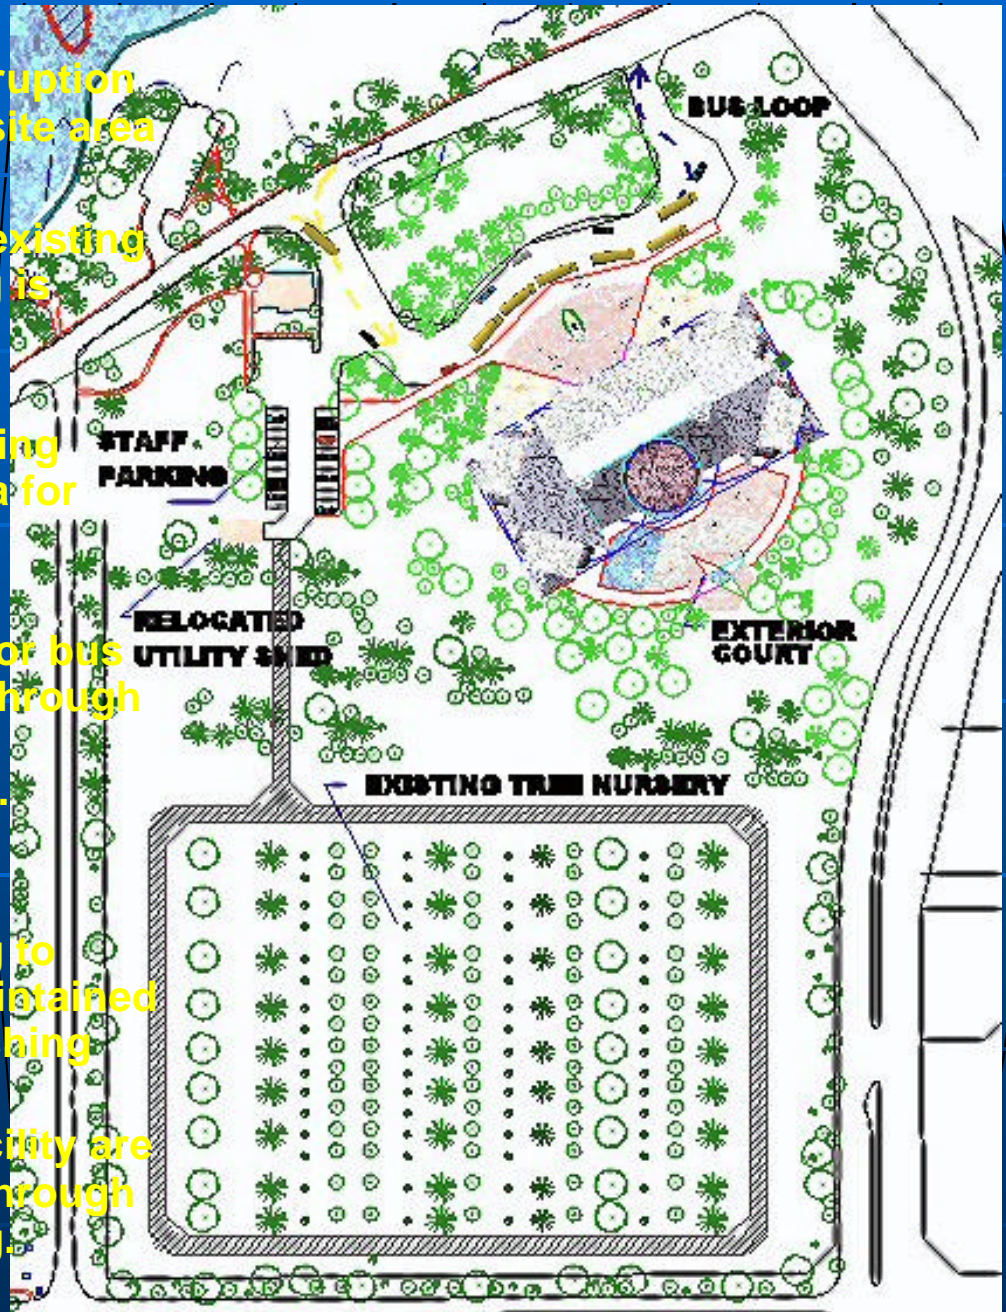 ruption
site area
BUS LOOP
existing
is
STAFF
PARKING
ing
a for
RELOCATED
UTILITY SHED
EXTERIOR
COURT
or bus
hrough
.
EXISTING TREE NURSERY
g to
intained
hing
cility are
hrough
g.